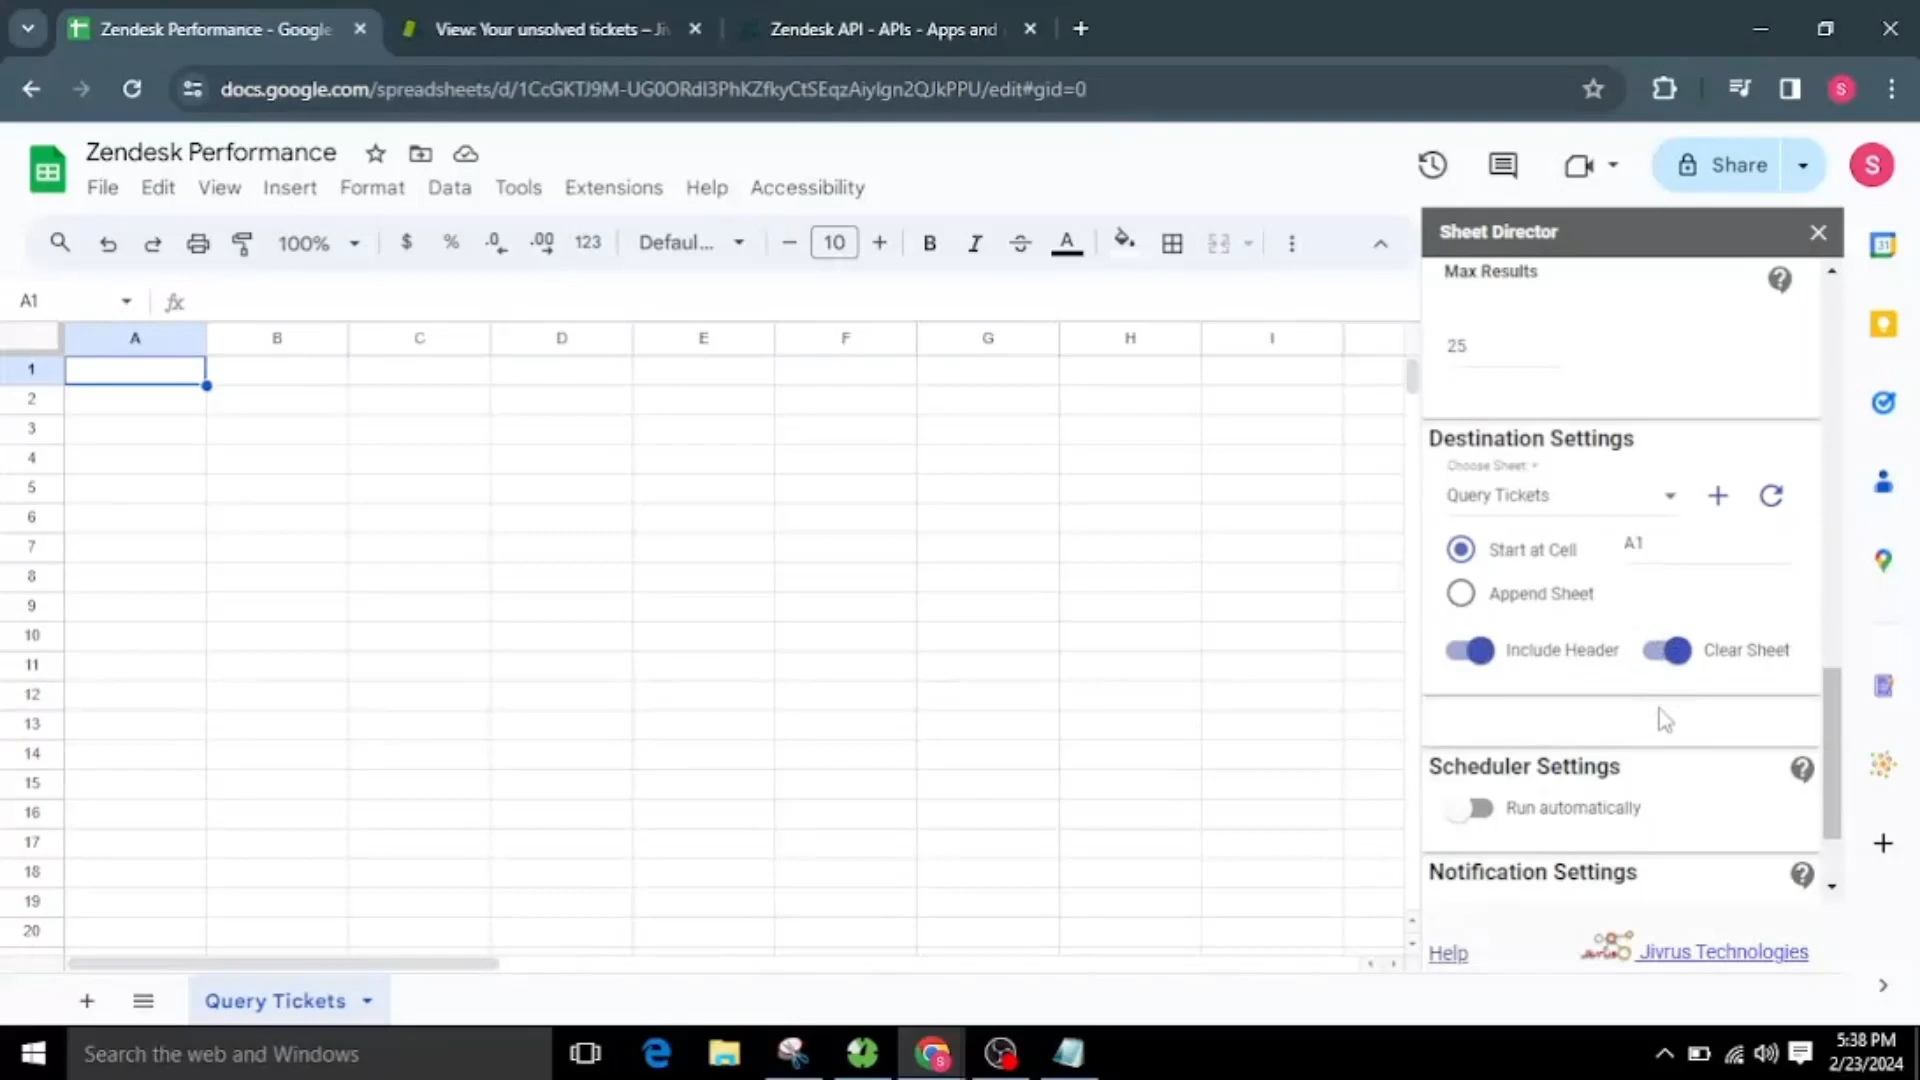 Zendesk Performance - Google
View: Your unsolved tickets – Ji
Zendesk API - APIs - Apps and
docs.google.com/spreadsheets/d/1CcGKTJ9M-UG0ORdI3PhKZfkyCtSEqzAiyIgn2QJkPPU/edit#gid=0
S
Zendesk Performance
File Edit View Insert Format Data Tools Extensions Help Accessibility
Share
S
100%
$ % .0 .00 123
Defaul...
10
B I A
Sheet Director
31
A1
fx
A B C D E F G H I
1
2
3
4
5
6
7
8
9
10
11
12
13
14
15
16
17
18
19
20
Max Results
25
Destination Settings
Choose Sheet:
Query Tickets
Start at Cell
A1
Append Sheet
Include Header
Clear Sheet
Scheduler Settings
Run automatically
Notification Settings
Help
Jivrus Technologies
Query Tickets
Search the web and Windows
S
5:38 PM
2/23/2024